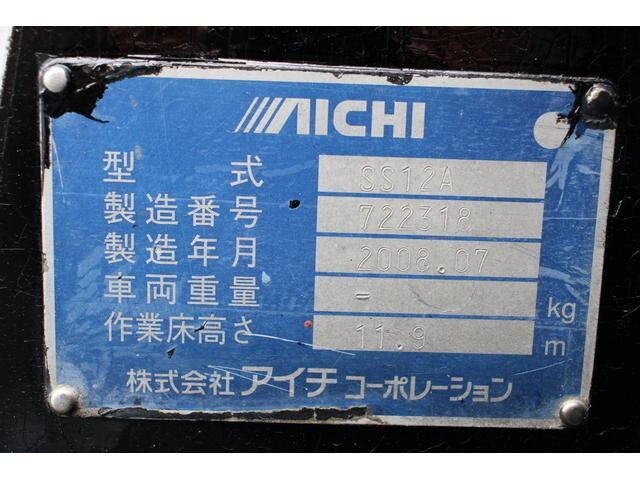 AICHI
型式 SS12A
製造番号 722318
製造年月 2008.07
車両重量 - kg
作業床高さ 11.9 m
株式会社 アイチ コーポレーション